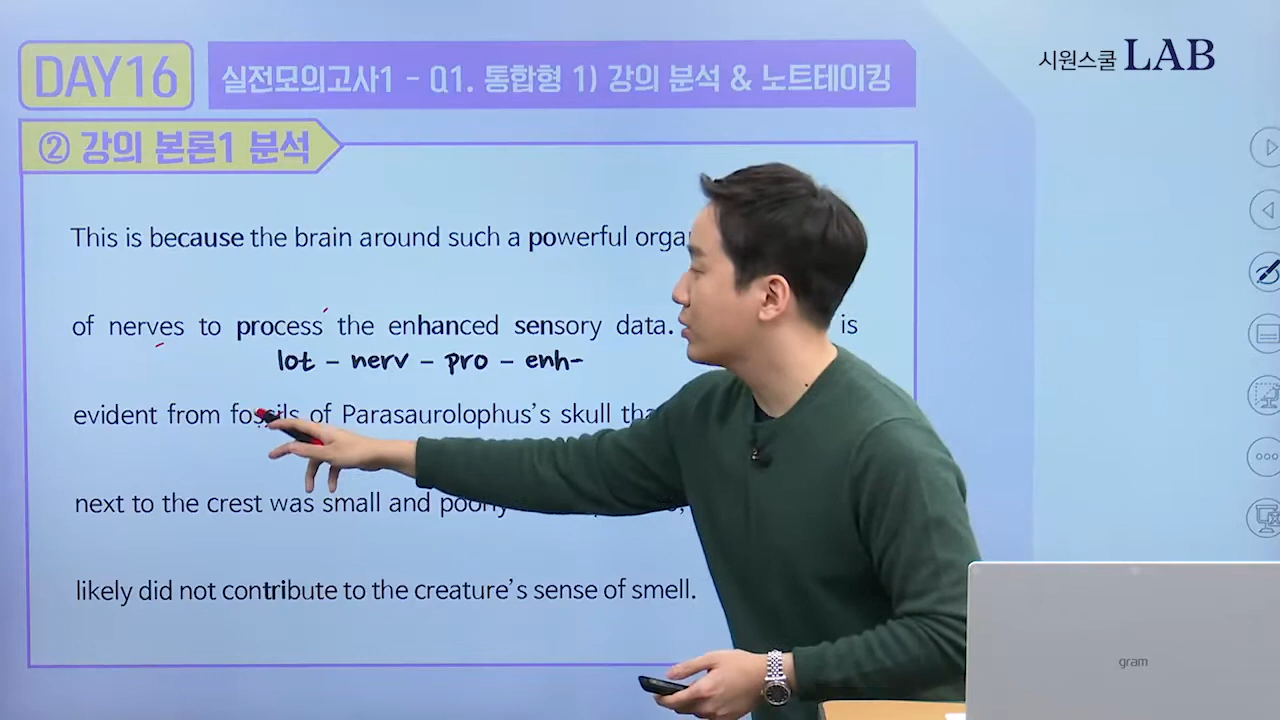 시원스쿨 LAB
DAY16
실전모의고사1 - Q1. 통합형 1) 강의 분석 & 노트테이킹
② 강의 본론1 분석
This is because the brain around such a powerful
of nerves to process the enhanced sensory data. is
lot - nerv - pro - enh-
evident from fossils of Parasaurolophus's skull
next to the crest was small and
likely did not contribute to the creature's sense of smell.
gram